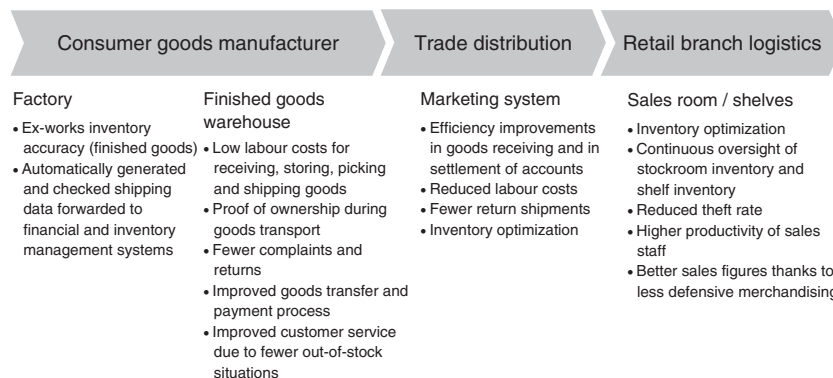 Consumer goods manufacturer
Trade distribution
Retail branch logistics
Factory
• Ex-works inventory
accuracy (finished goods)
• Automatically generated
and checked shipping
data forwarded to
financial and inventory
management systems
Finished goods
warehouse
• Low labour costs for
receiving, storing, picking
and shipping goods
• Proof of ownership during
goods transport
• Fewer complaints and
returns
• Improved goods transfer and
payment process
• Improved customer service
due to fewer out-of-stock
situations
Marketing system
• Efficiency improvements
in goods receiving and in
settlement of accounts
• Reduced labour costs
• Fewer return shipments
• Inventory optimization
Sales room / shelves
• Inventory optimization
• Continuous oversight of
stockroom inventory and
shelf inventory
• Reduced theft rate
• Higher productivity of sales
staff
• Better sales figures thanks to
less defensive merchandising